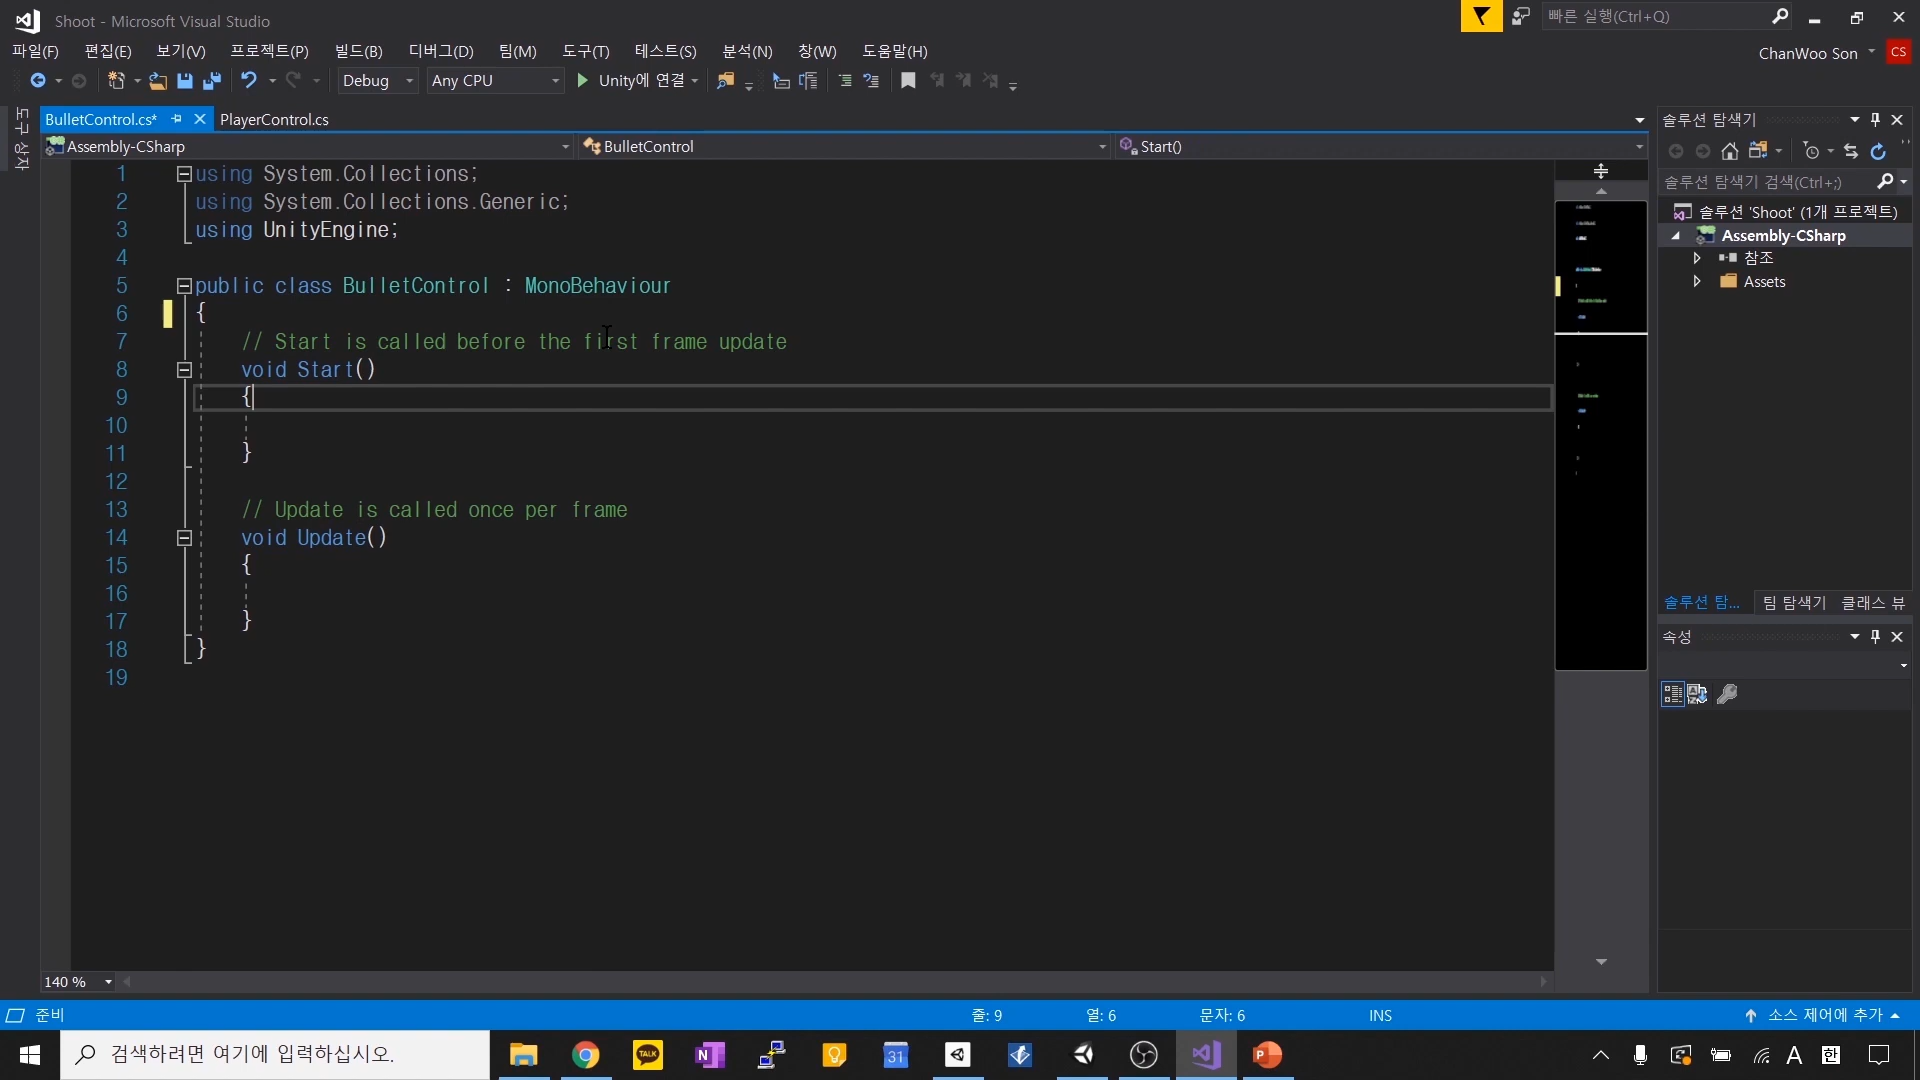 Shoot - Microsoft Visual Studio
빠른 실행(Ctrl+Q)
파일(F) 편집(E) 보기(V) 프로젝트(P) 빌드(B) 디버그(D) 팀(M) 도구(T) 테스트(S) 분석(N) 창(W) 도움말(H)
ChanWoo Son CS
Debug Any CPU Unity에 연결
도구 상자
BulletControl.cs* PlayerControl.cs
Assembly-CSharp BulletControl Start()
1 using System.Collections;
2 using System.Collections.Generic;
3 using UnityEngine;
4
5 public class BulletControl : MonoBehaviour
6 {
7 // Start is called before the first frame update
8 void Start()
9 {
10
11 }
12
13 // Update is called once per frame
14 void Update()
15 {
16
17 }
18 }
19
솔루션 탐색기
솔루션 탐색기 검색(Ctrl+;)
솔루션 'Shoot' (1개 프로젝트)
Assembly-CSharp
참조
Assets
솔루션 탐... 팀 탐색기 클래스 뷰
속성
140 %
준비 줄: 9 열: 6 문자: 6 INS 소스 제어에 추가
검색하려면 여기에 입력하십시오.
TALK
N
31
P
A
한